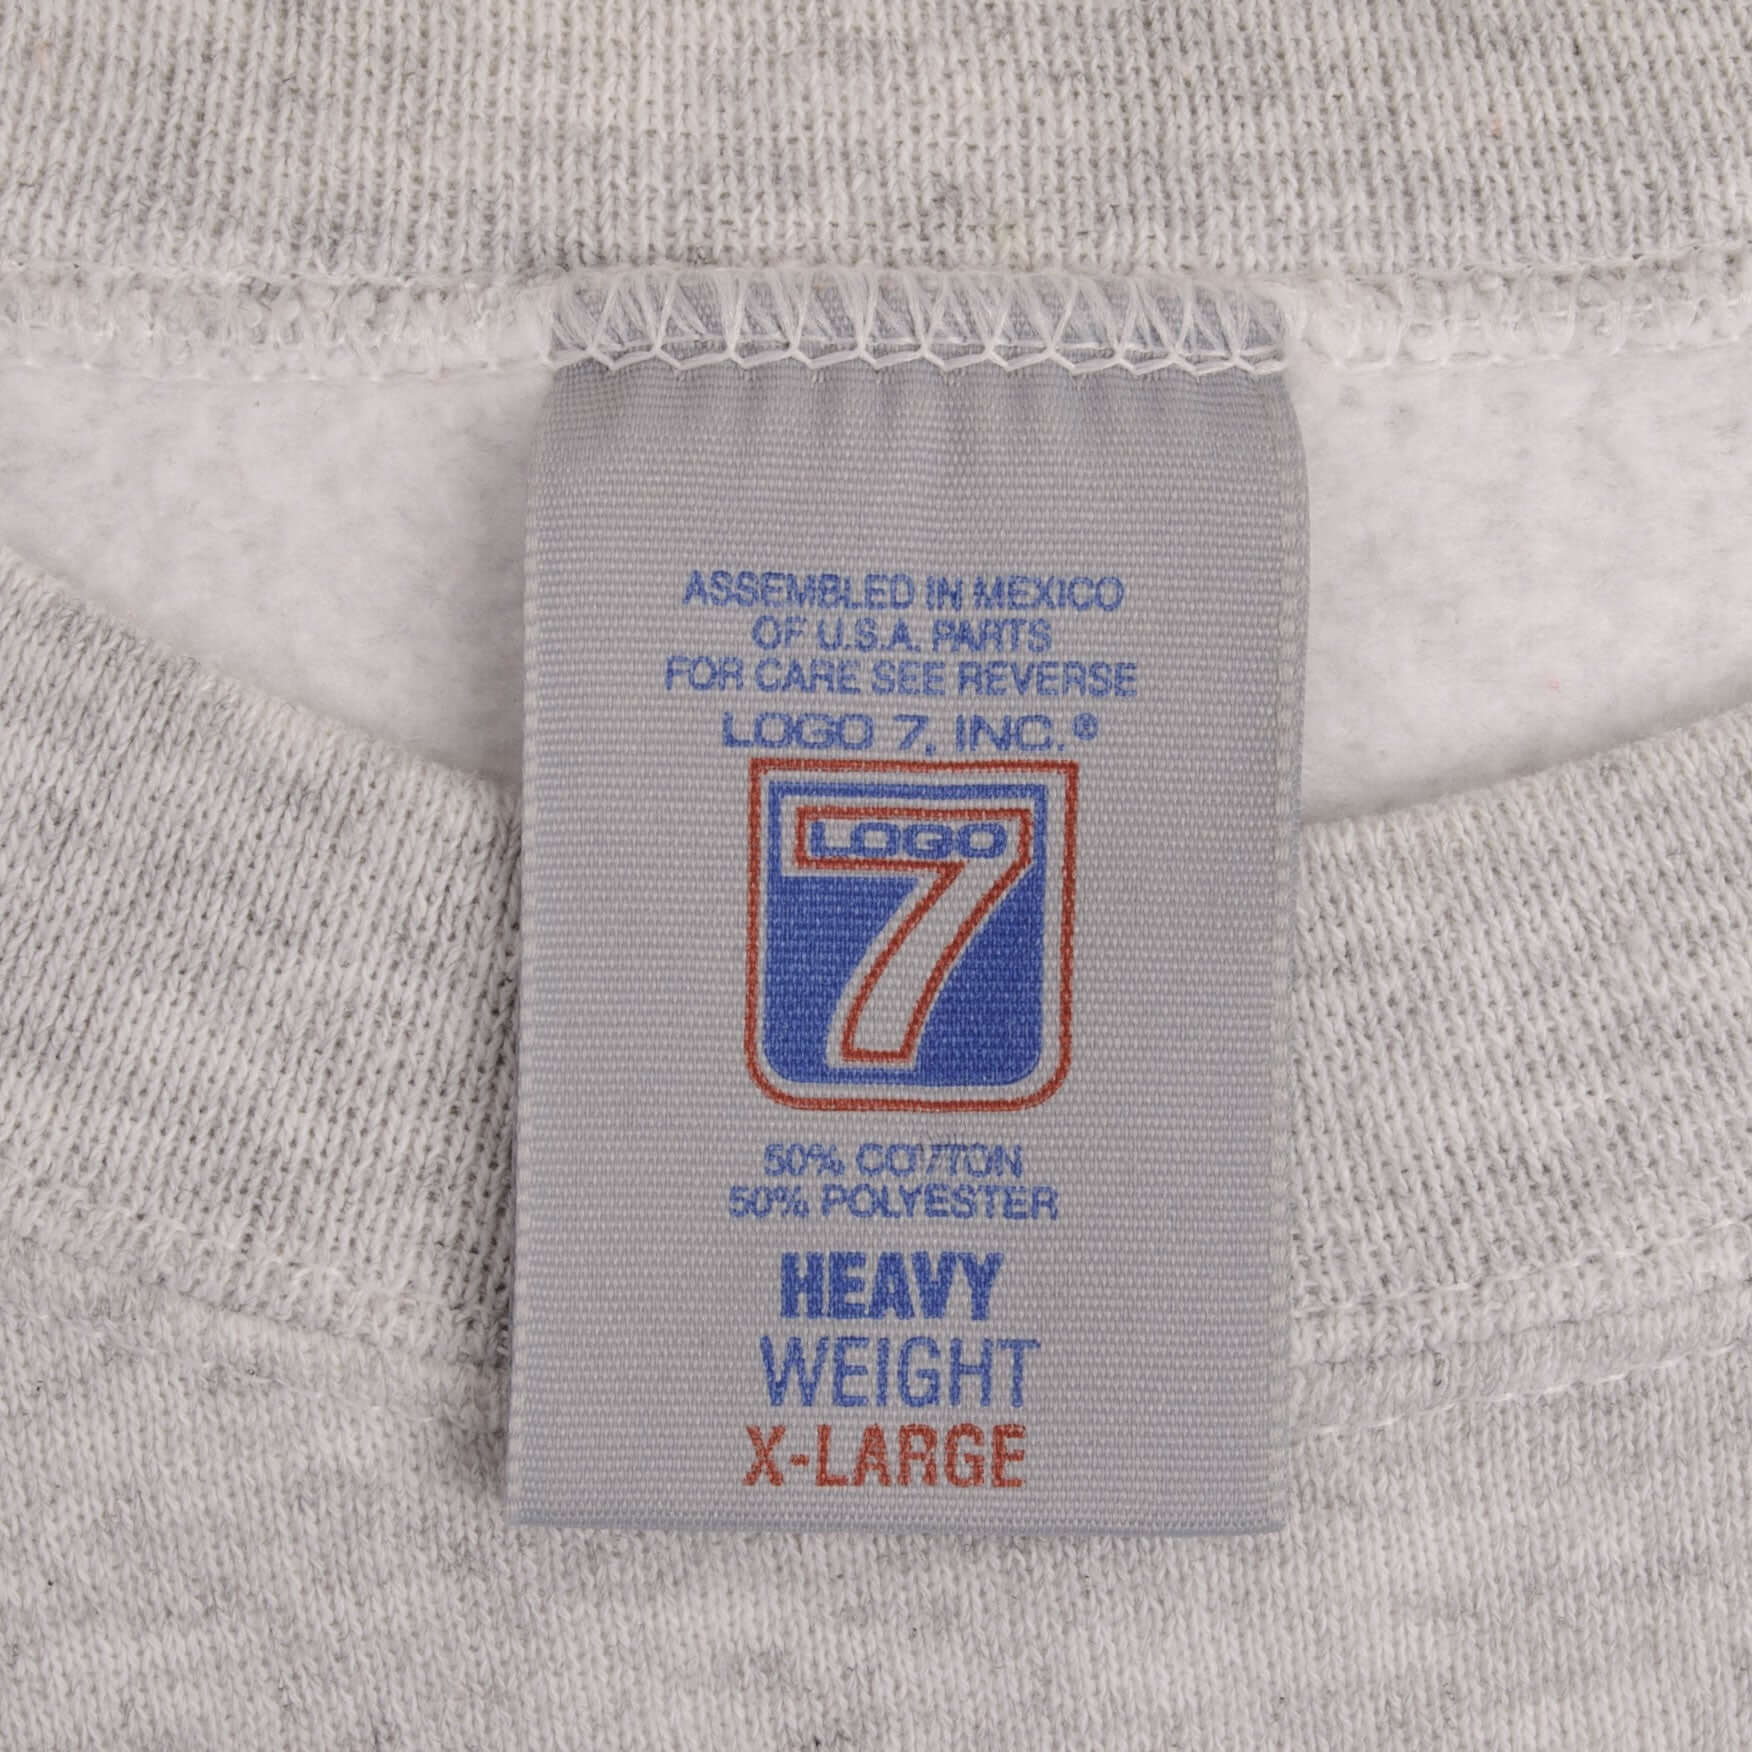 ASSEMBLED IN MEXICO
OF U.S.A. PARTS
FOR CARE SEE REVERSE
LOGO 7, INC.®
LOGO
7
50% COTTON
50% POLYESTER
HEAVY
WEIGHT
X-LARGE